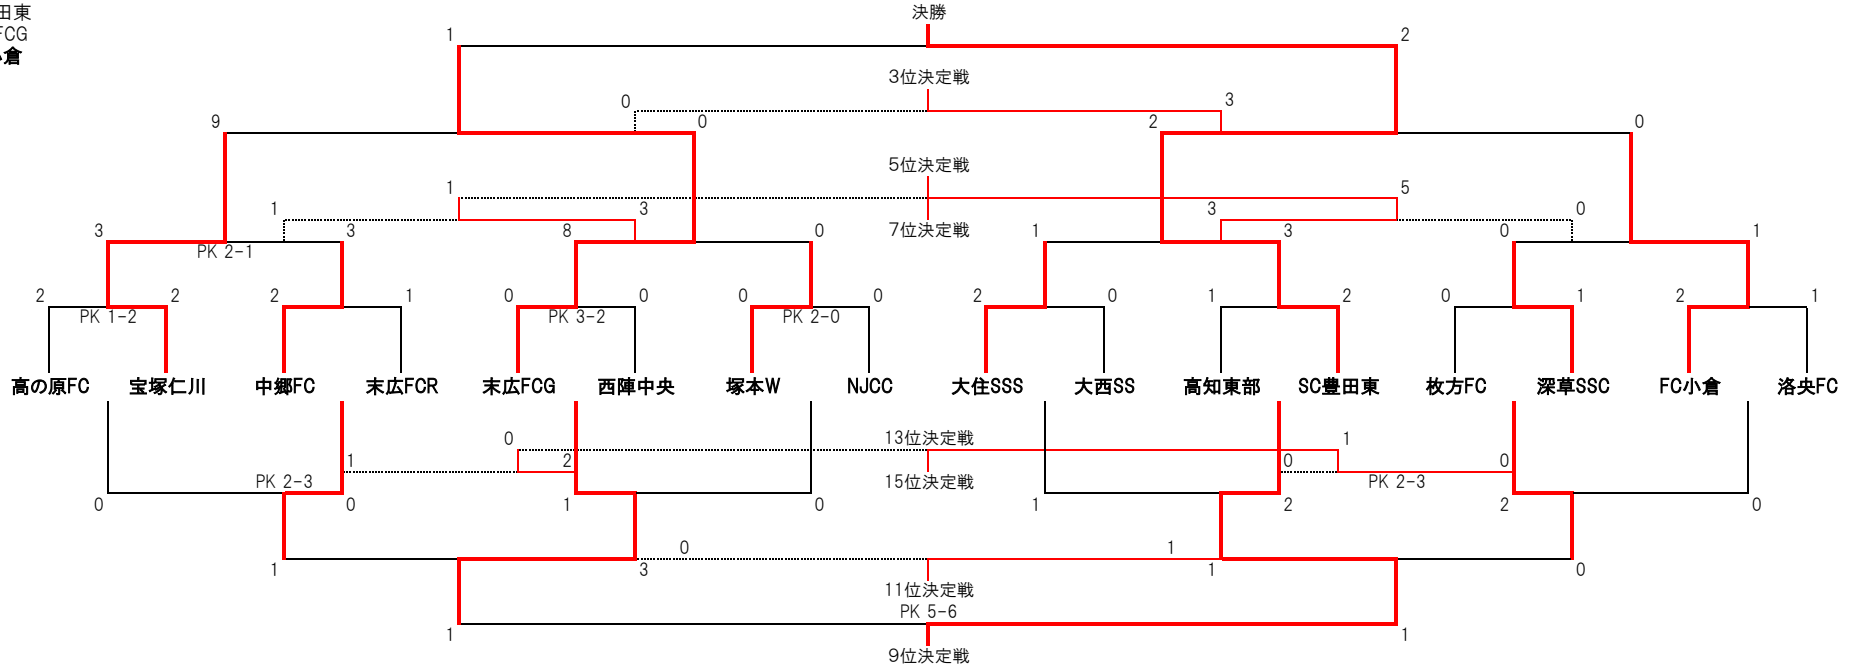 田東
FCG
小倉
決勝
1 2
3位決定戦
0 3
9 0 2 0
5位決定戦
1 5
1 3 3 0
7位決定戦
3 3 8 0 1 3 0 1
PK 2-1
2 2 2 1 0 0 0 0 2 0 1 2 0 1 2 1
PK 1-2 PK 3-2 PK 2-0
高の原FC 宝塚仁川 中郷FC 末広FCR 末広FCG 西陣中央 塚本W NJCC 大住SSS 大西SS 高知東部 SC豊田東 枚方FC 深草SSC FC小倉 洛央FC
0 13位決定戦 1
1 2 0 0
PK 2-3 15位決定戦 PK 2-3
0 0 1 0 1 2 2 0
0 1
1 3 1 0
11位決定戦
PK 5-6
1 1
9位決定戦